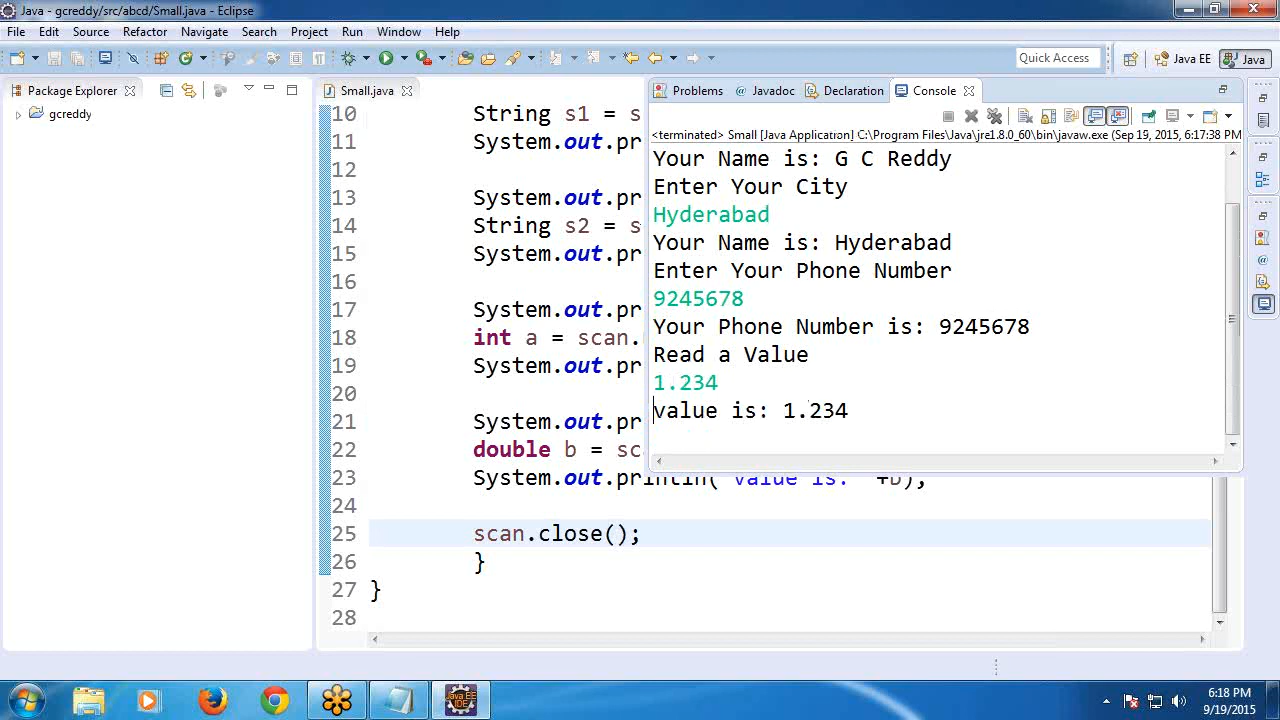 Java - gcreddy/src/abcd/Small.java - Eclipse
File Edit Source Refactor Navigate Search Project Run Window Help
Quick Access
Java EE
Java
Package Explorer
gcreddy
Small.java
10 String s1 = s
11 System.out.pr
12
13 System.out.pr
14 String s2 = s
15 System.out.pr
16
17 System.out.pr
18 int a = scan.
19 System.out.pr
20
21 System.out.pr
22 double b = sc
23 System.out.println("value is: "+b);
24
25 scan.close();
26 }
27 }
28
Problems @ Javadoc Declaration Console
<terminated> Small [Java Application] C:\Program Files\Java\jre1.8.0_60\bin\javaw.exe (Sep 19, 2015, 6:17:38 PM
Your Name is: G C Reddy
Enter Your City
Hyderabad
Your Name is: Hyderabad
Enter Your Phone Number
9245678
Your Phone Number is: 9245678
Read a Value
1.234
value is: 1.234
Java EE
IDE
6:18 PM
9/19/2015